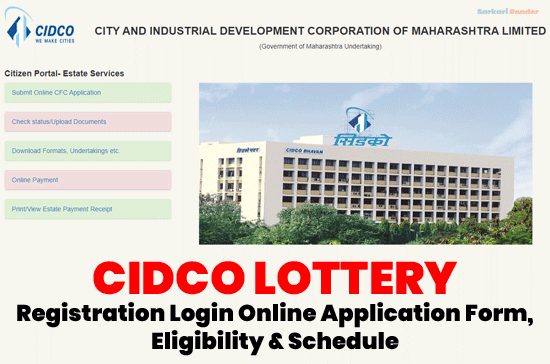 Sarkari Reader
CIDCO
WE MAKE CITIES
CITY AND INDUSTRIAL DEVELOPMENT CORPORATION OF MAHARASHTRA LIMITED
(Government of Maharashtra Undertaking)
Citizen Portal- Estate Services
Submit Online CFC Application
Check status/Upload Documents
Download Formats, Undertakings etc.
Online Payment
Print/View Estate Payment Receipt
सिडको
CIDCO BHAVAN
CIDCO LOTTERY
Registration Login Online Application Form,
Eligibility & Schedule